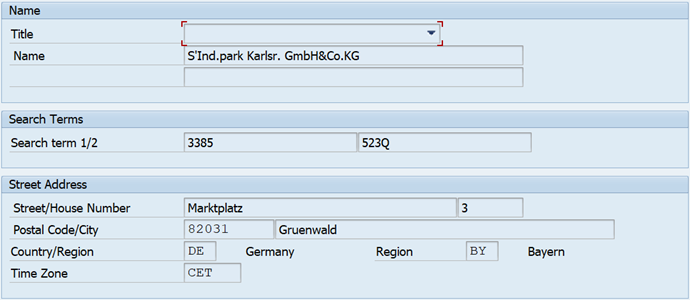 Name
Title
Name S'Ind.park Karlsr. GmbH&Co.KG
Search Terms
Search term 1/2 3385 523Q
Street Address
Street/House Number Marktplatz 3
Postal Code/City 82031 Gruenwald
Country/Region DE Germany Region BY Bayern
Time Zone CET